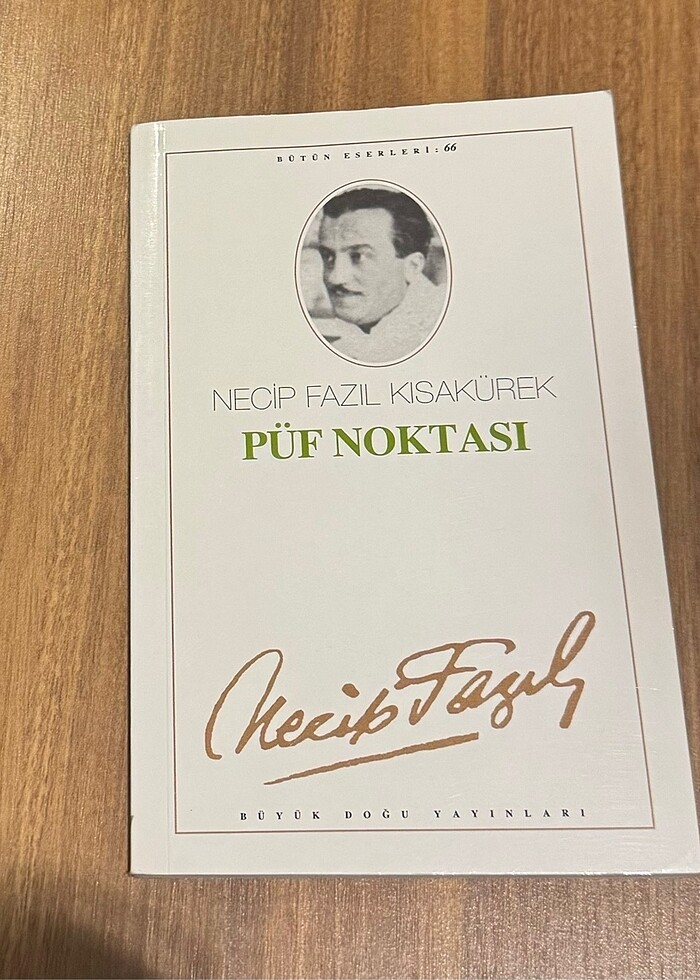 BÜTÜN ESERLERİ: 66
NECİP FAZIL KISAKÜREK
PÜF NOKTASI
Necip Fazıl
BÜYÜK DOĞU YAYINLARI